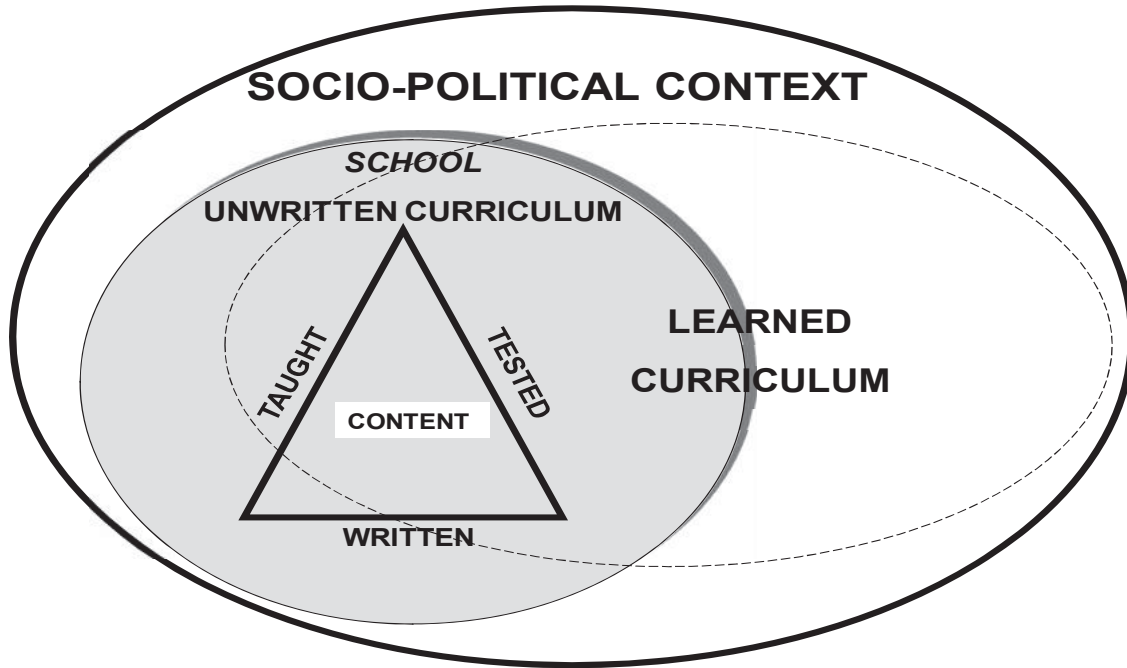 SOCIO-POLITICAL CONTEXT
SCHOOL
UNWRITTEN CURRICULUM
LEARNED
CURRICULUM
TAUGHT
TESTED
CONTENT
WRITTEN